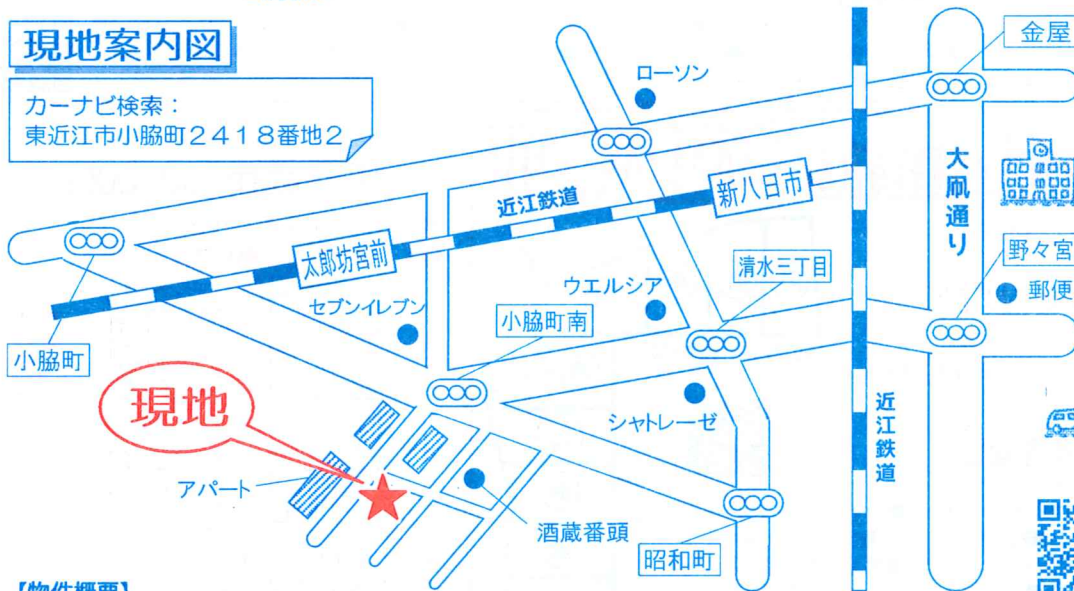 現地案内図
カーナビ検索：
東近江市小脇町2418番地2
ローソン
金屋
近江鉄道
新八日市
大凧通り
太郎坊宮前
清水三丁目
野々宮
ウエルシア
郵便
セブンイレブン
小脇町南
小脇町
現地
シャトレーゼ
近江鉄道
アパート
酒蔵番頭
昭和町
【物件概要】